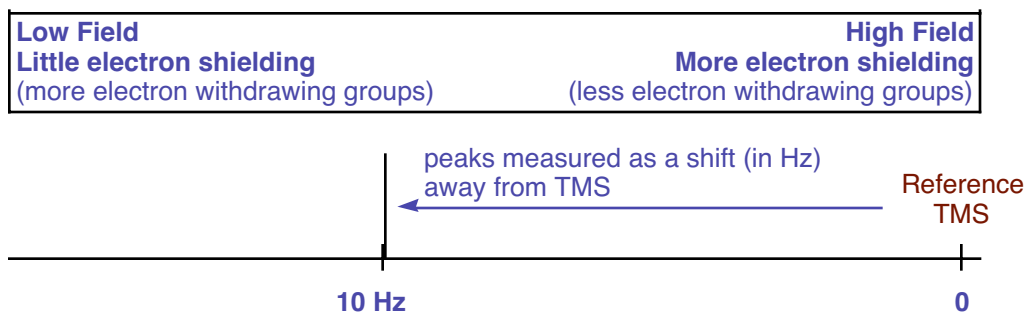 Low Field
High Field
Little electron shielding
More electron shielding
(more electron withdrawing groups)
(less electron withdrawing groups)
peaks measured as a shift (in Hz)
away from TMS
Reference
TMS
10 Hz
0